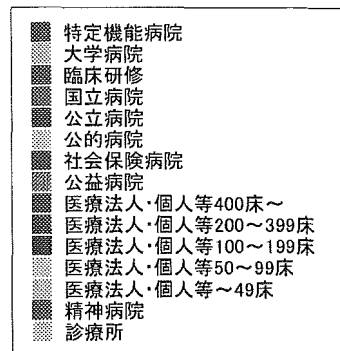 特定機能病院
大学病院
臨床研修
国立病院
公立病院
公的病院
社会保険病院
公益病院
医療法人・個人等400床～
医療法人・個人等200～399床
医療法人・個人等100～199床
医療法人・個人等50～99床
医療法人・個人等～49床
精神病院
診療所